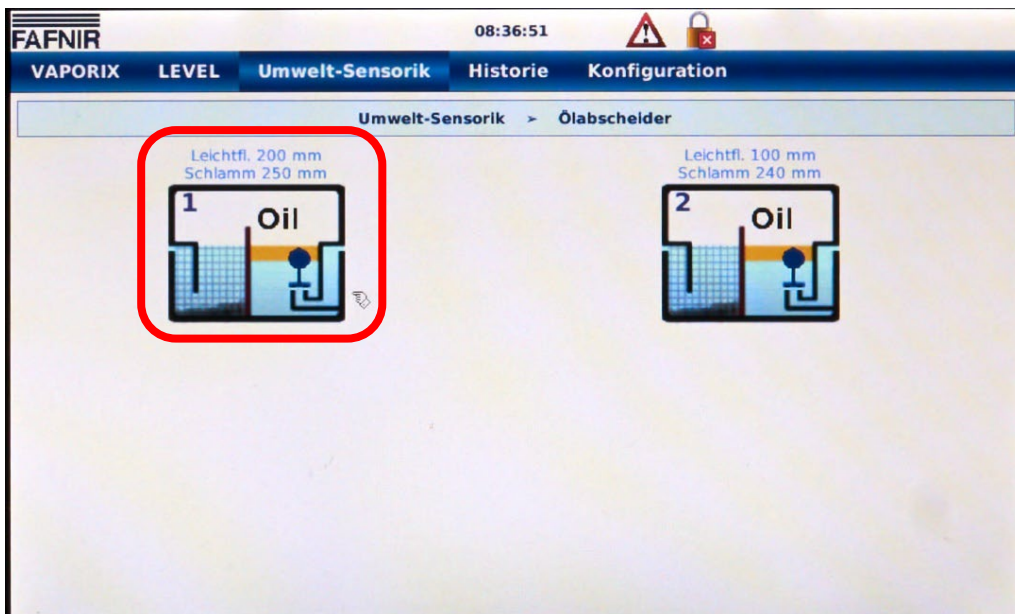 FAFNIR
08:36:51
VAPORIX LEVEL Umwelt-Sensorik Historie Konfiguration
Umwelt-Sensorik ➢ Ölabscheider
Leichtfl. 200 mm
Schlamm 250 mm
1
Oil
Leichtfl. 100 mm
Schlamm 240 mm
2
Oil